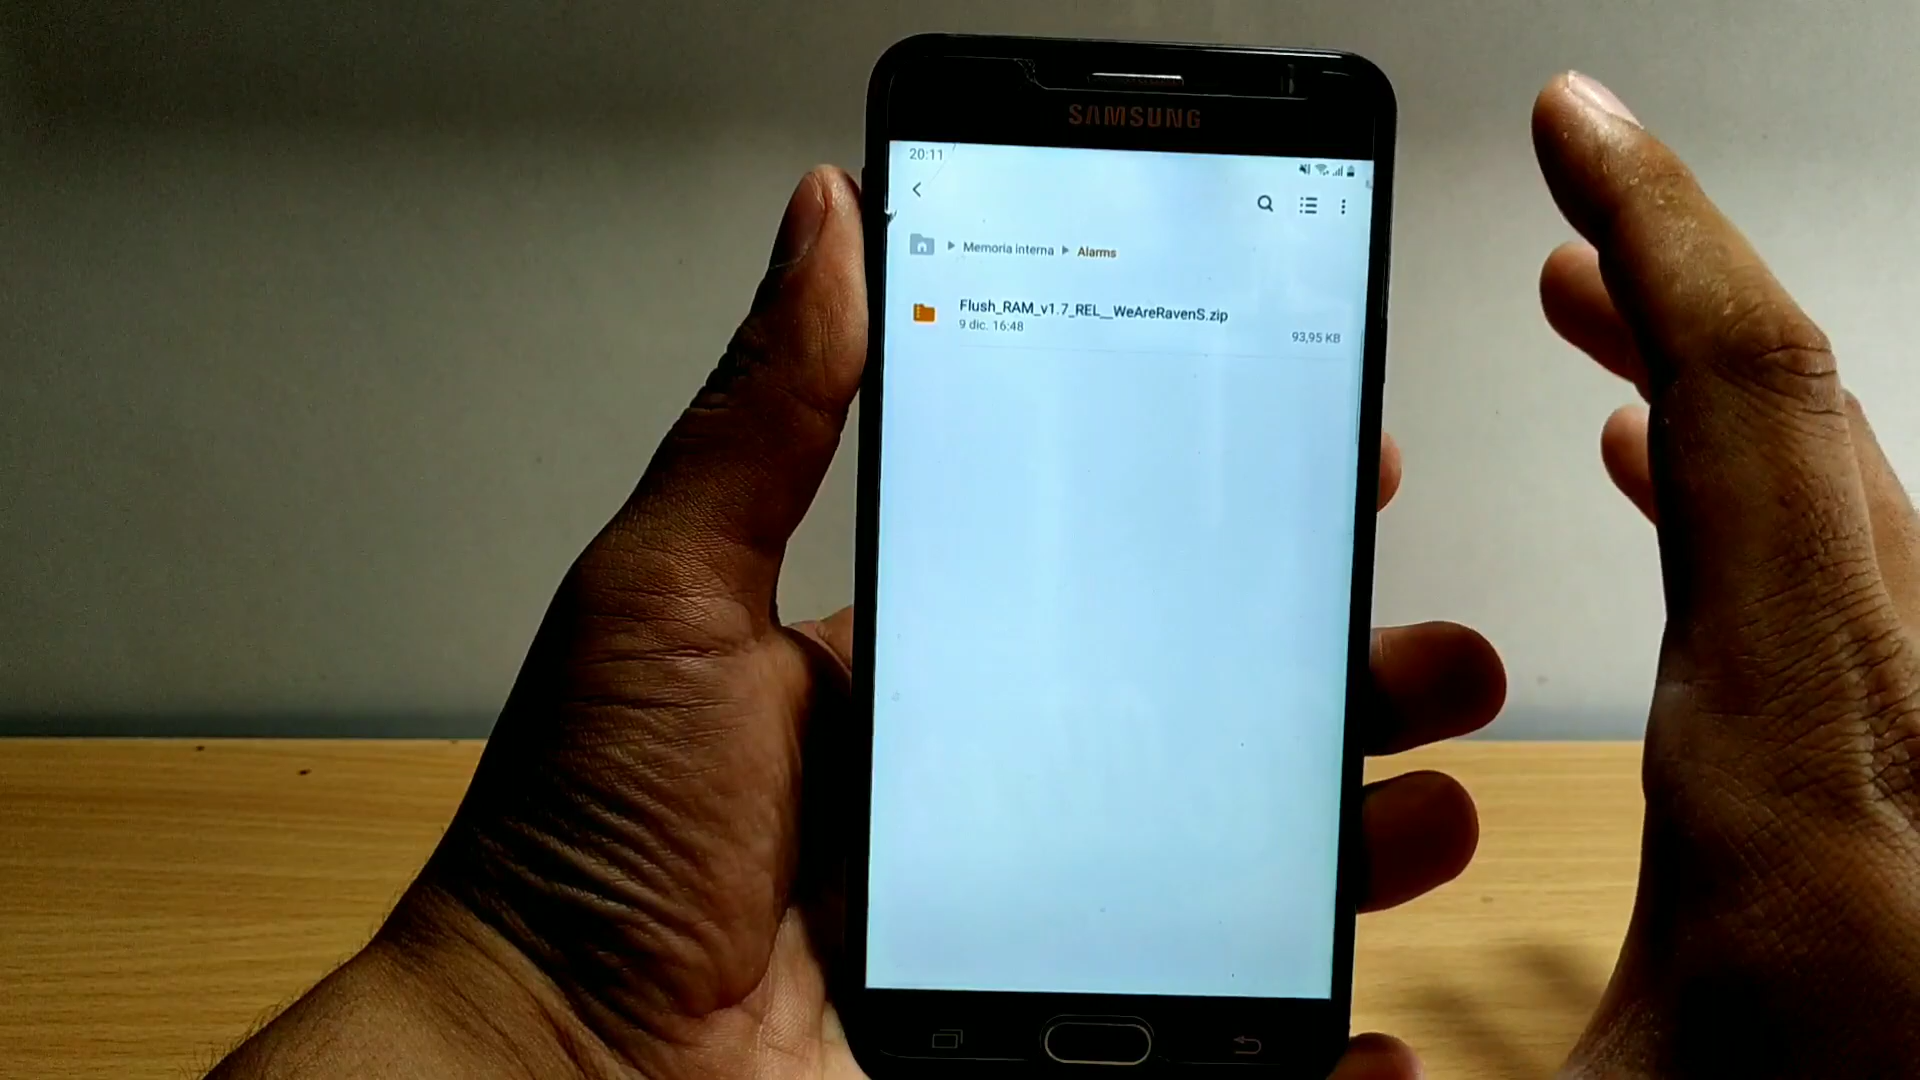 SAMSUNG
20:11
Memoria interna
Alarms
Flush_RAM_v1.7_REL__WeAreRavenS.zip
9 dic. 16:48
93,95 KB